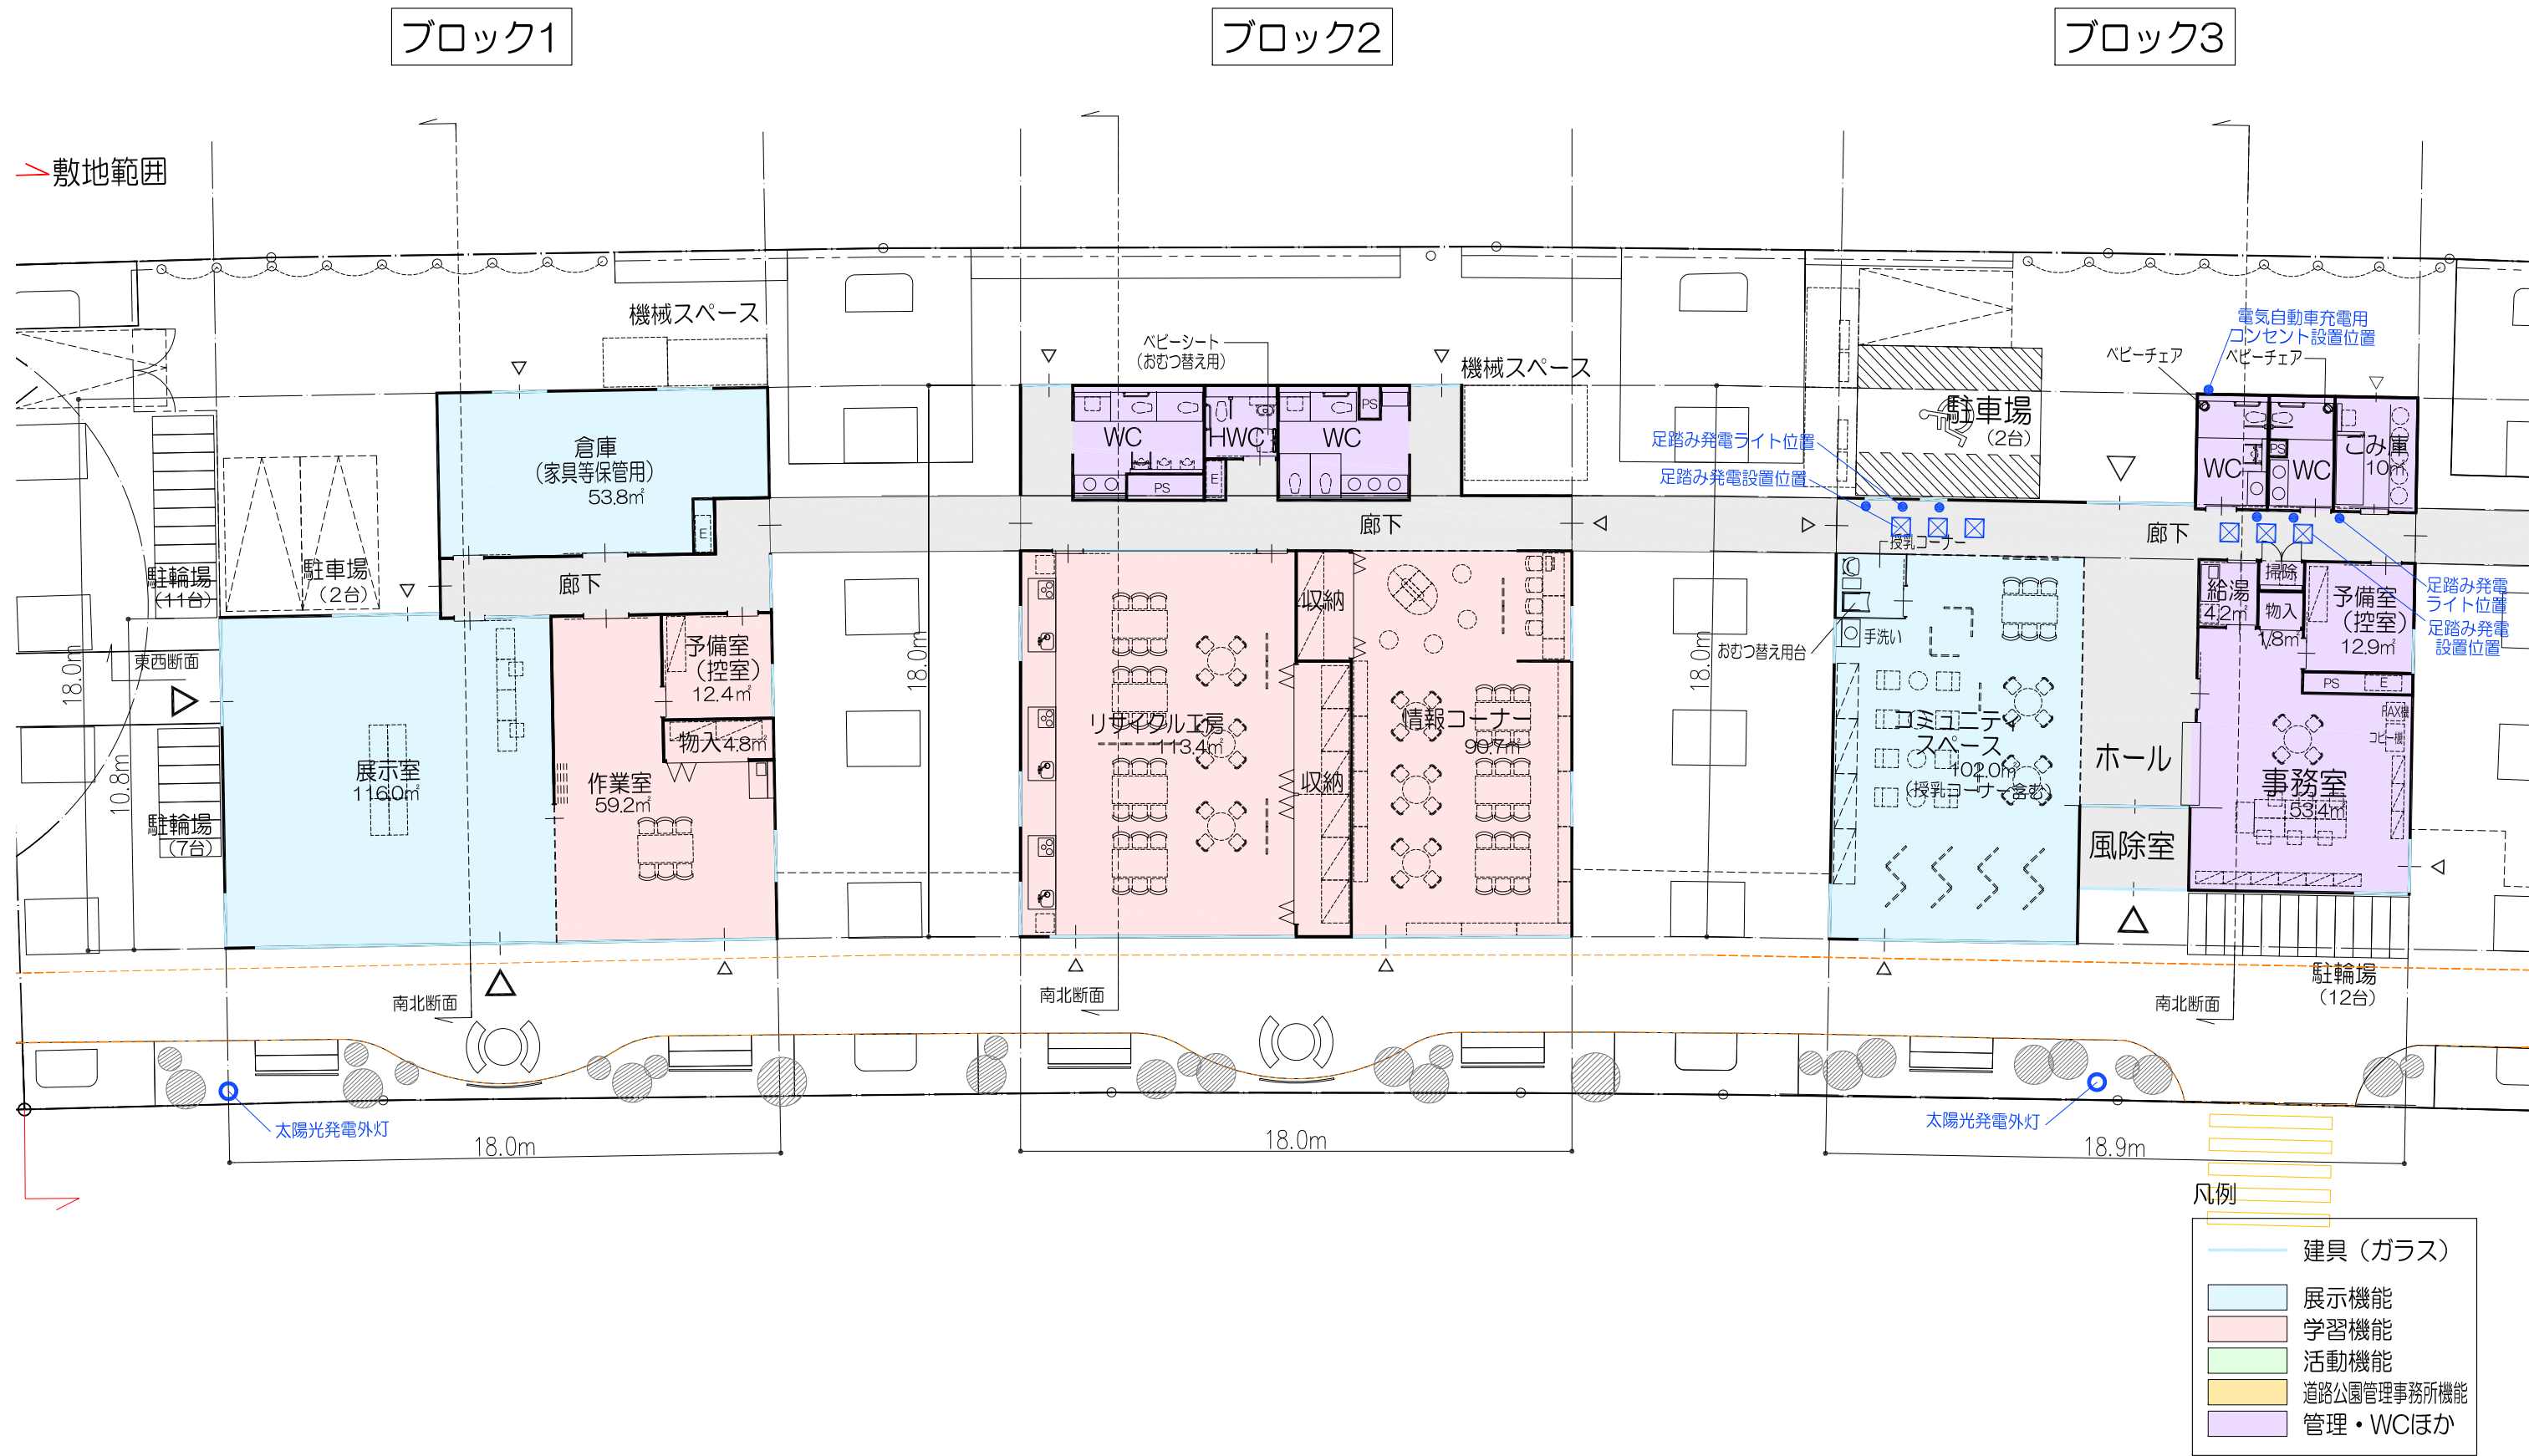 ブロック1
ブロック2
ブロック3
敷地範囲
機械スペース
ベビーシート
(おむつ替え用)
機械スペース
電気自動車充電用
コンセント設置位置
ベビーチェア
ベビーチェア
倉庫
(家具等保管用)
53.8㎡
E
WC
HWC
WC
PS
PS
E
足踏み発電ライト位置
足踏み発電設置位置
駐車場
(2台)
WC
PS
WC
ごみ庫
10㎡
廊下
廊下
授乳コーナー
駐輪場
(11台)
駐車場
(2台)
廊下
収納
給湯
4.2㎡
掃除
物入
1.8㎡
予備室
(控室)
12.9㎡
足踏み発電
ライト位置
足踏み発電
設置位置
東西断面
18.0m
予備室
(控室)
12.4㎡
18.0m
18.0m
手洗い
おむつ替え用台
PS
E
物入4.8㎡
リサイクル工房
113.4㎡
情報コーナー
90.7㎡
コミュニティ
スペース
102.0㎡
(授乳コーナー含む)
ホール
FAX機
コピー機
展示室
116.0㎡
作業室
59.2㎡
収納
事務室
53.4㎡
10.8m
駐輪場
(7台)
風除室
南北断面
南北断面
南北断面
駐輪場
(12台)
太陽光発電外灯
太陽光発電外灯
18.0m
18.0m
18.9m
凡例
建具(ガラス)
展示機能
学習機能
活動機能
道路公園管理事務所機能
管理・WCほか